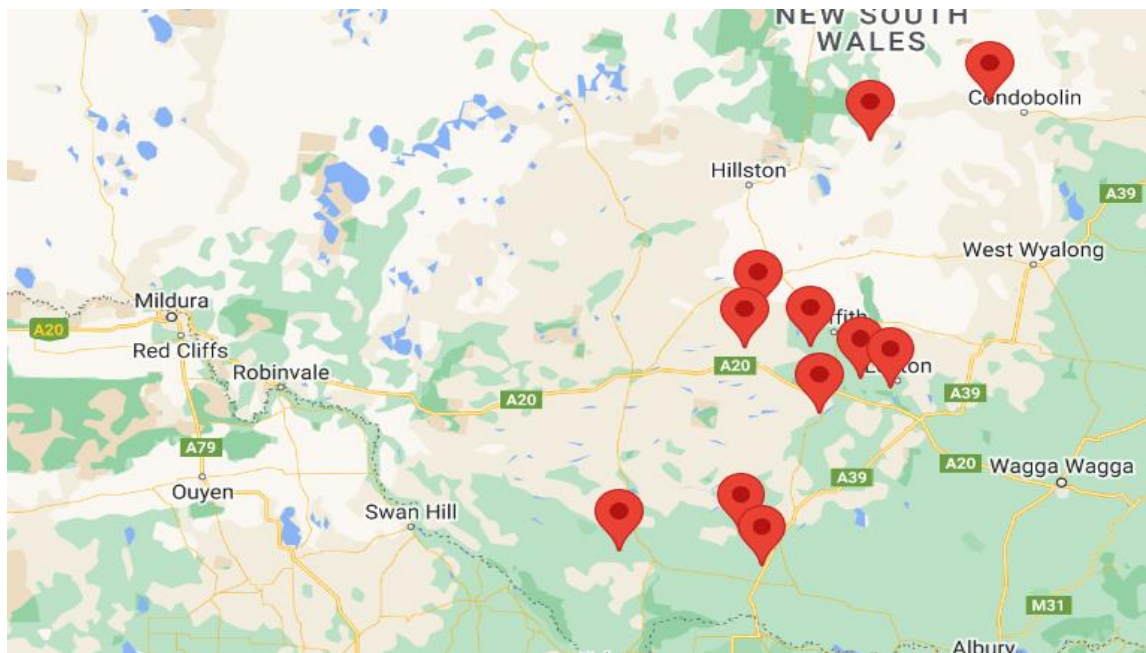 NEW SOUTH
WALES
Condobolin
Hillston
A39
West Wyalong
Mildura
A20
Red Cliffs
Robinvale
A20
A20
A39
A79
Ouyen
Swan Hill
A39
A20
Wagga Wagga
M31
Albury